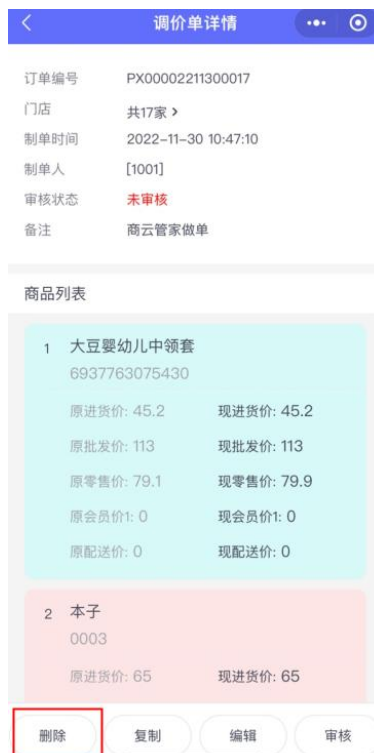 调价单详情
订单编号 PX00002211300017
门店 共17家 >
制单时间 2022-11-30 10:47:10
制单人 [1001]
审核状态 未审核
备注 商云管家做单
商品列表
1 大豆婴幼儿中领套
6937763075430
原进货价: 45.2 现进货价: 45.2
原批发价: 113 现批发价: 113
原零售价: 79.1 现零售价: 79.9
原会员价1: 0 现会员价1: 0
原配送价: 0 现配送价: 0
2 本子
0003
原进货价: 65 现进货价: 65
删除 复制 编辑 审核